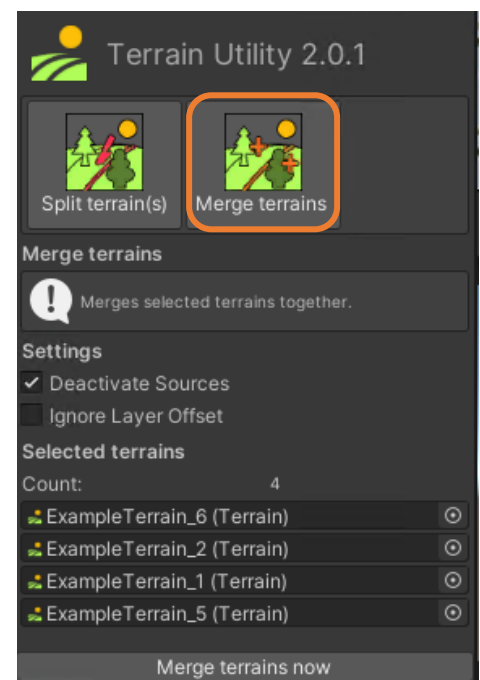 Terrain Utility 2.0.1
Split terrain(s) Merge terrains
Merge terrains
Merges selected terrains together.
Settings
Deactivate Sources
Ignore Layer Offset
Selected terrains
Count: 4
ExampleTerrain_6 (Terrain)
ExampleTerrain_2 (Terrain)
ExampleTerrain_1 (Terrain)
ExampleTerrain_5 (Terrain)
Merge terrains now